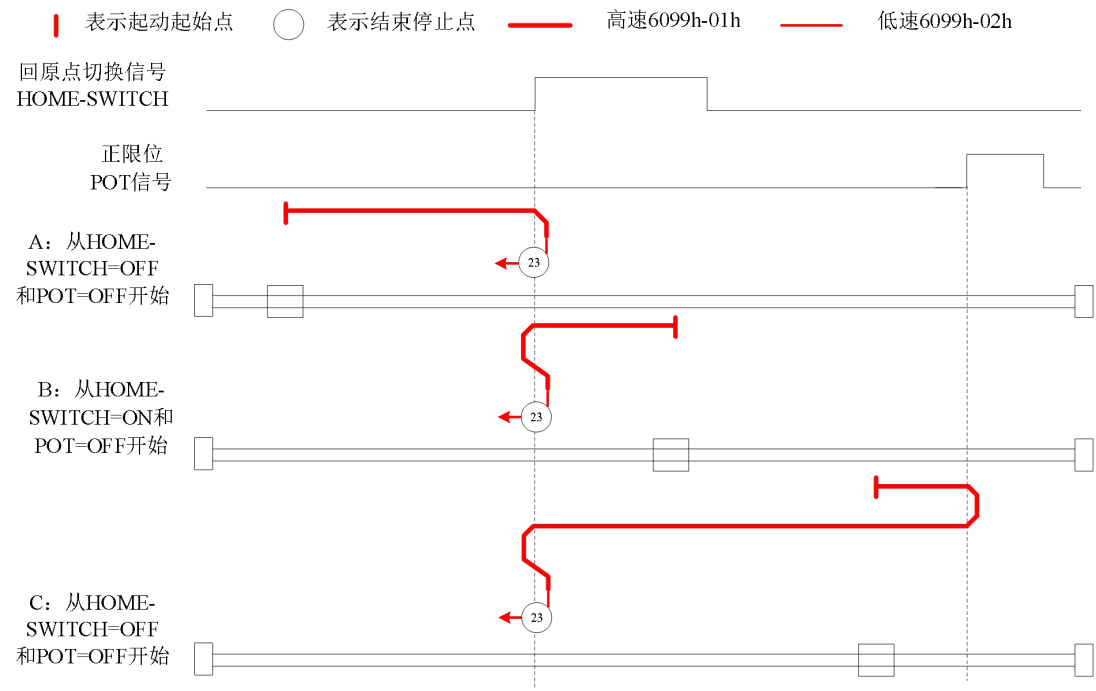 表示起动起始点 表示结束停止点 高速6099h-01h 低速6099h-02h
回原点切换信号
HOME-SWITCH
正限位
POT信号
A：从HOME-
SWITCH=OFF
和POT=OFF开始
23
B：从HOME-
SWITCH=ON和
POT=OFF开始
23
C：从HOME-
SWITCH=OFF
和POT=OFF开始
23